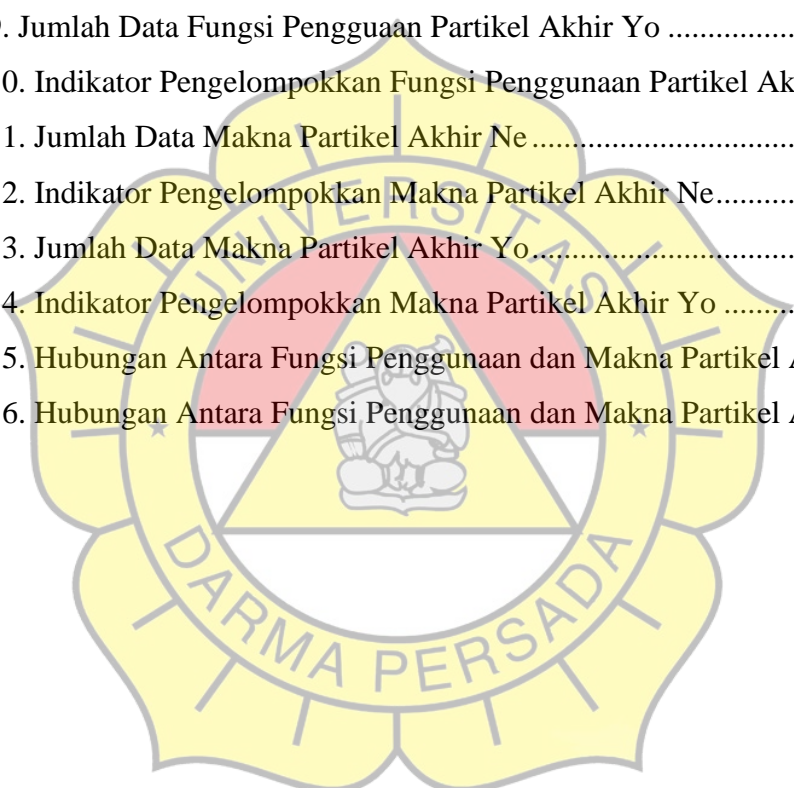 . Jumlah Data Fungsi Pengguaan Partikel Akhir Yo ..................
0. Indikator Pengelompokkan Fungsi Penggunaan Partikel Ak
1. Jumlah Data Makna Partikel Akhir Ne ....................................
2. Indikator Pengelompokkan Makna Partikel Akhir Ne...........
3. Jumlah Data Makna Partikel Akhir Yo....................................
4. Indikator Pengelompokkan Makna Partikel Akhir Yo ..........
5. Hubungan Antara Fungsi Penggunaan dan Makna Partikel A
6. Hubungan Antara Fungsi Penggunaan dan Makna Partikel A
UNIVERSITAS
DARMA PERSADA